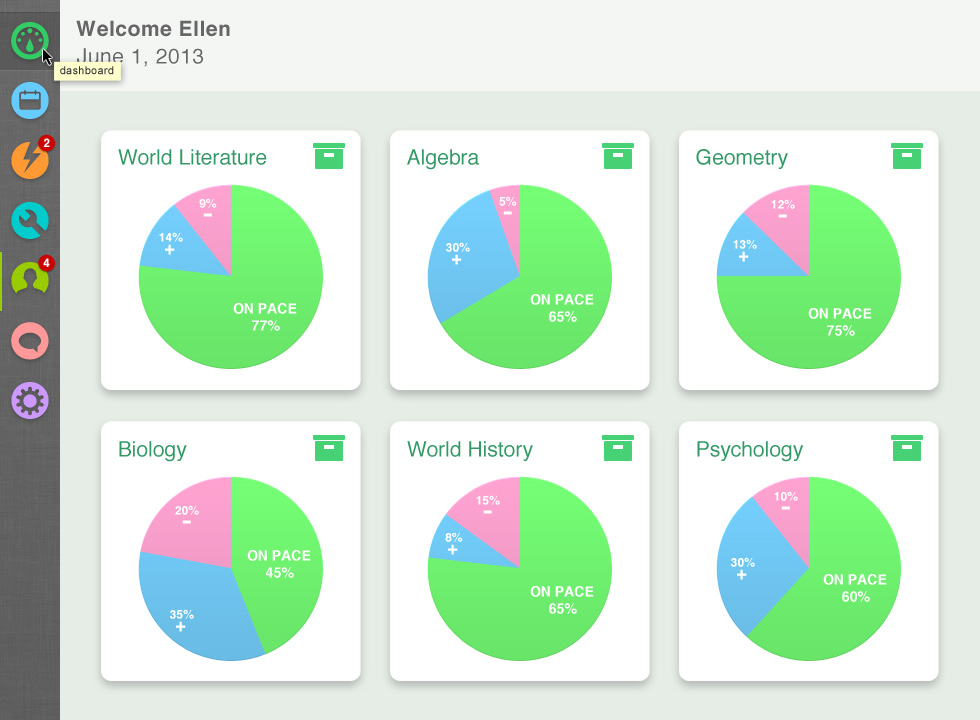 Welcome Ellen
June 1, 2013
dashboard
2
4
World Literature
9%
-
14%
+
ON PACE
77%
Algebra
5%
-
30%
+
ON PACE
65%
Geometry
12%
-
13%
+
ON PACE
75%
Biology
20%
-
35%
+
ON PACE
45%
World History
15%
-
8%
+
ON PACE
65%
Psychology
10%
-
30%
+
ON PACE
60%